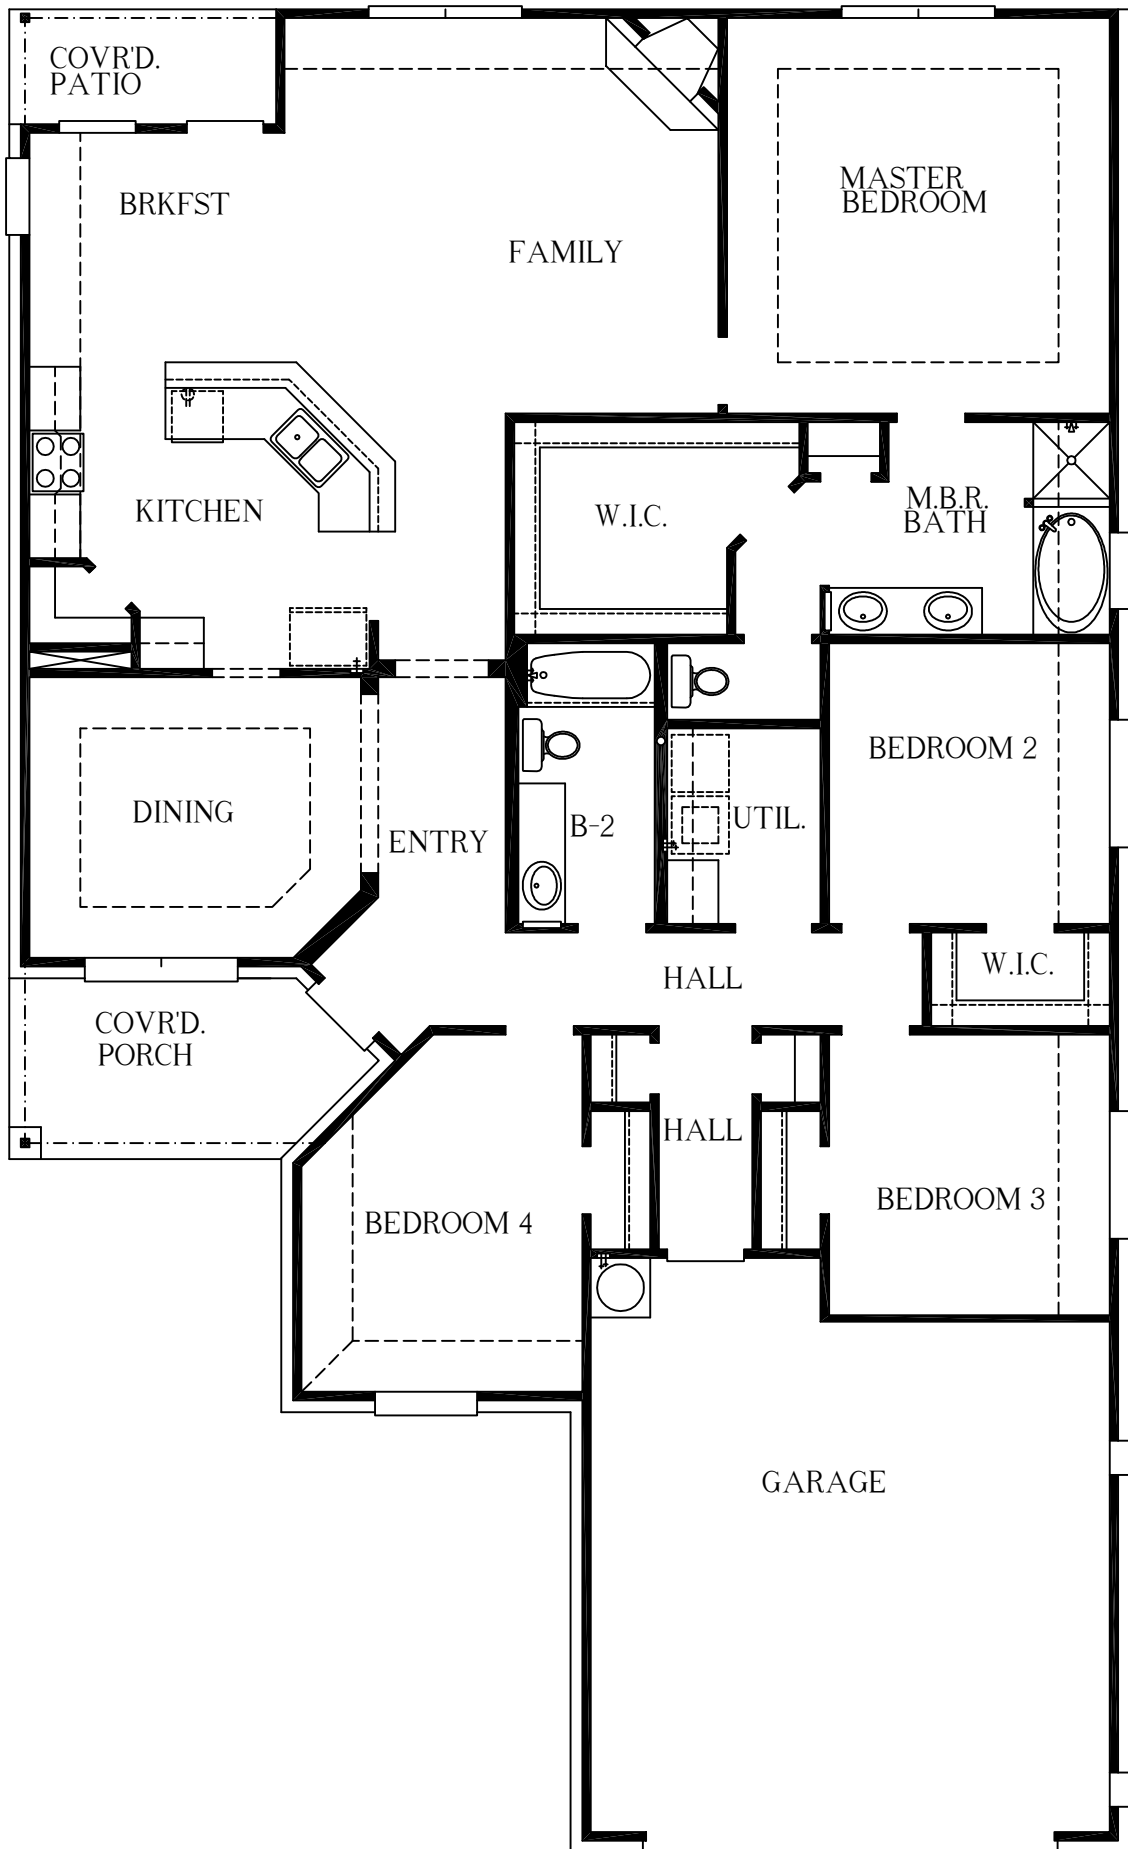 COVR'D.
PATIO
BRKFST
FAMILY
MASTER
BEDROOM
KITCHEN
W.I.C.
M.B.R.
BATH
DINING
ENTRY
B-2
UTIL.
BEDROOM 2
HALL
W.I.C.
COVR'D.
PORCH
HALL
BEDROOM 4
BEDROOM 3
GARAGE